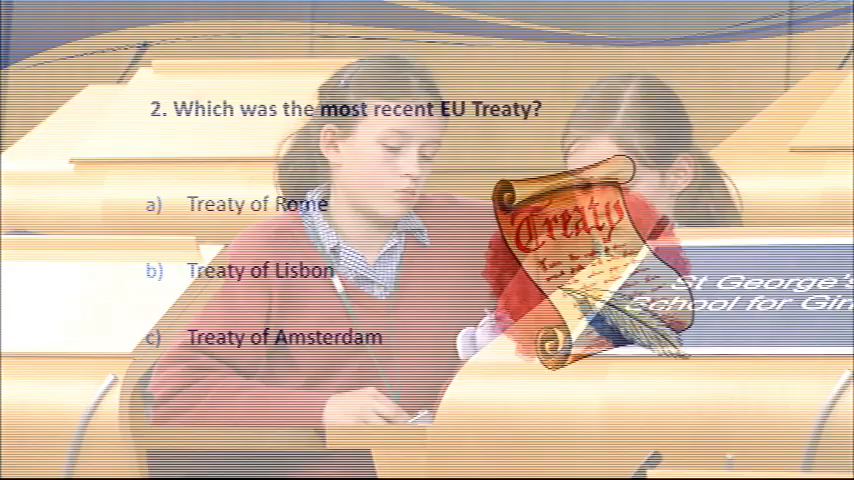 2. Which was the most recent EU Treaty?
a) Treaty of Rome
Treaty
b) Treaty of Lisbon
St George's
School for Gir
c) Treaty of Amsterdam